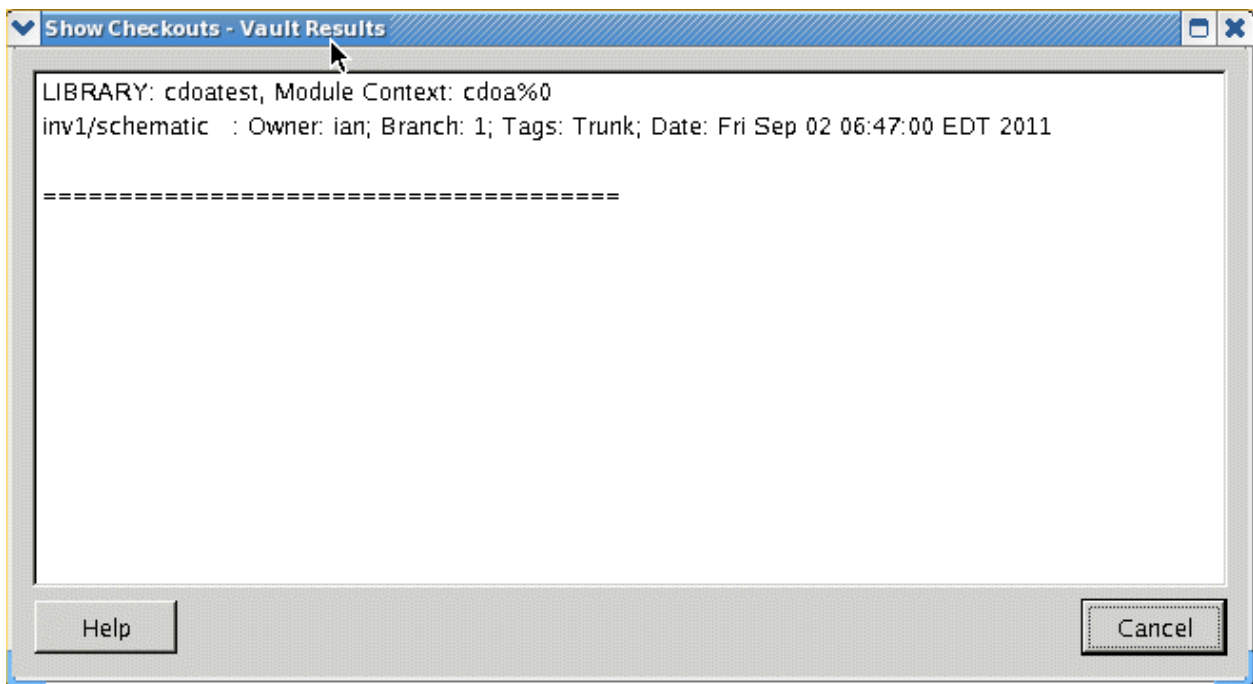 Show Checkouts - Vault Results
LIBRARY: cdoatest, Module Context: cdoa%0
inv1/schematic : Owner: ian; Branch: 1; Tags: Trunk; Date: Fri Sep 02 06:47:00 EDT 2011
======================================
Help
Cancel